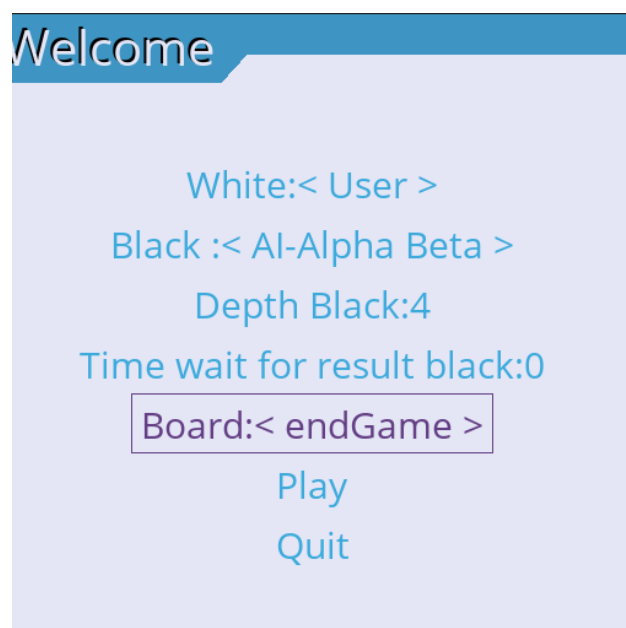 Welcome
White:< User >
Black :< AI-Alpha Beta >
Depth Black:4
Time wait for result black:0
Board:< endGame >
Play
Quit